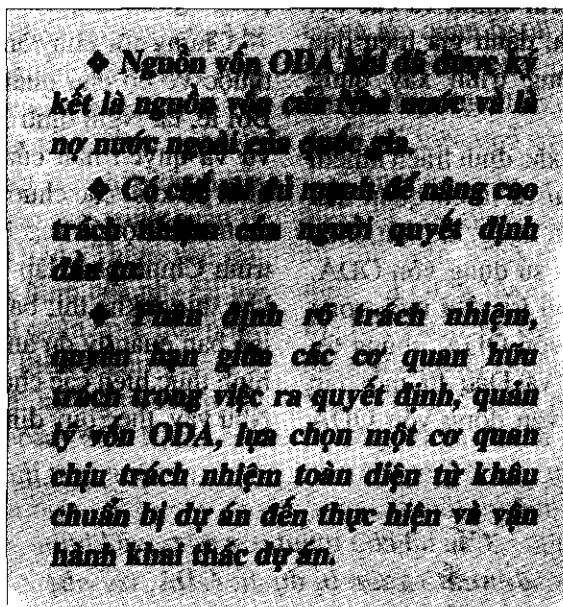 ◆ Nguồn vốn ODA khi đã được ký
kết là nguồn vốn của Nhà nước và là
nợ nước ngoài của quốc gia.
◆ Có chế tài đủ mạnh để nâng cao
trách nhiệm của người quyết định
đầu tư.
◆ Phân định rõ trách nhiệm,
quyền hạn giữa các cơ quan hữu
trách trong việc ra quyết định, quản
lý vốn ODA, lựa chọn một cơ quan
chịu trách nhiệm toàn diện từ khâu
chuẩn bị dự án đến thực hiện và vận
hành khai thác dự án.